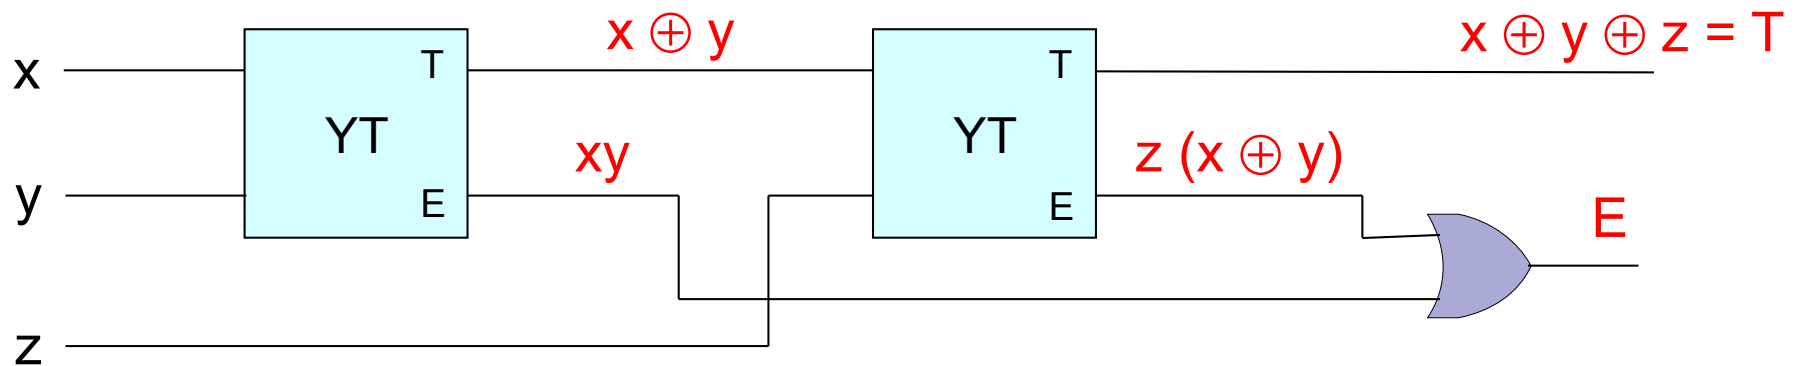 x ⊕ y
x ⊕ y ⊕ z = T
x
T
T
YT
YT
xy
z (x ⊕ y)
y
E
E
E
z